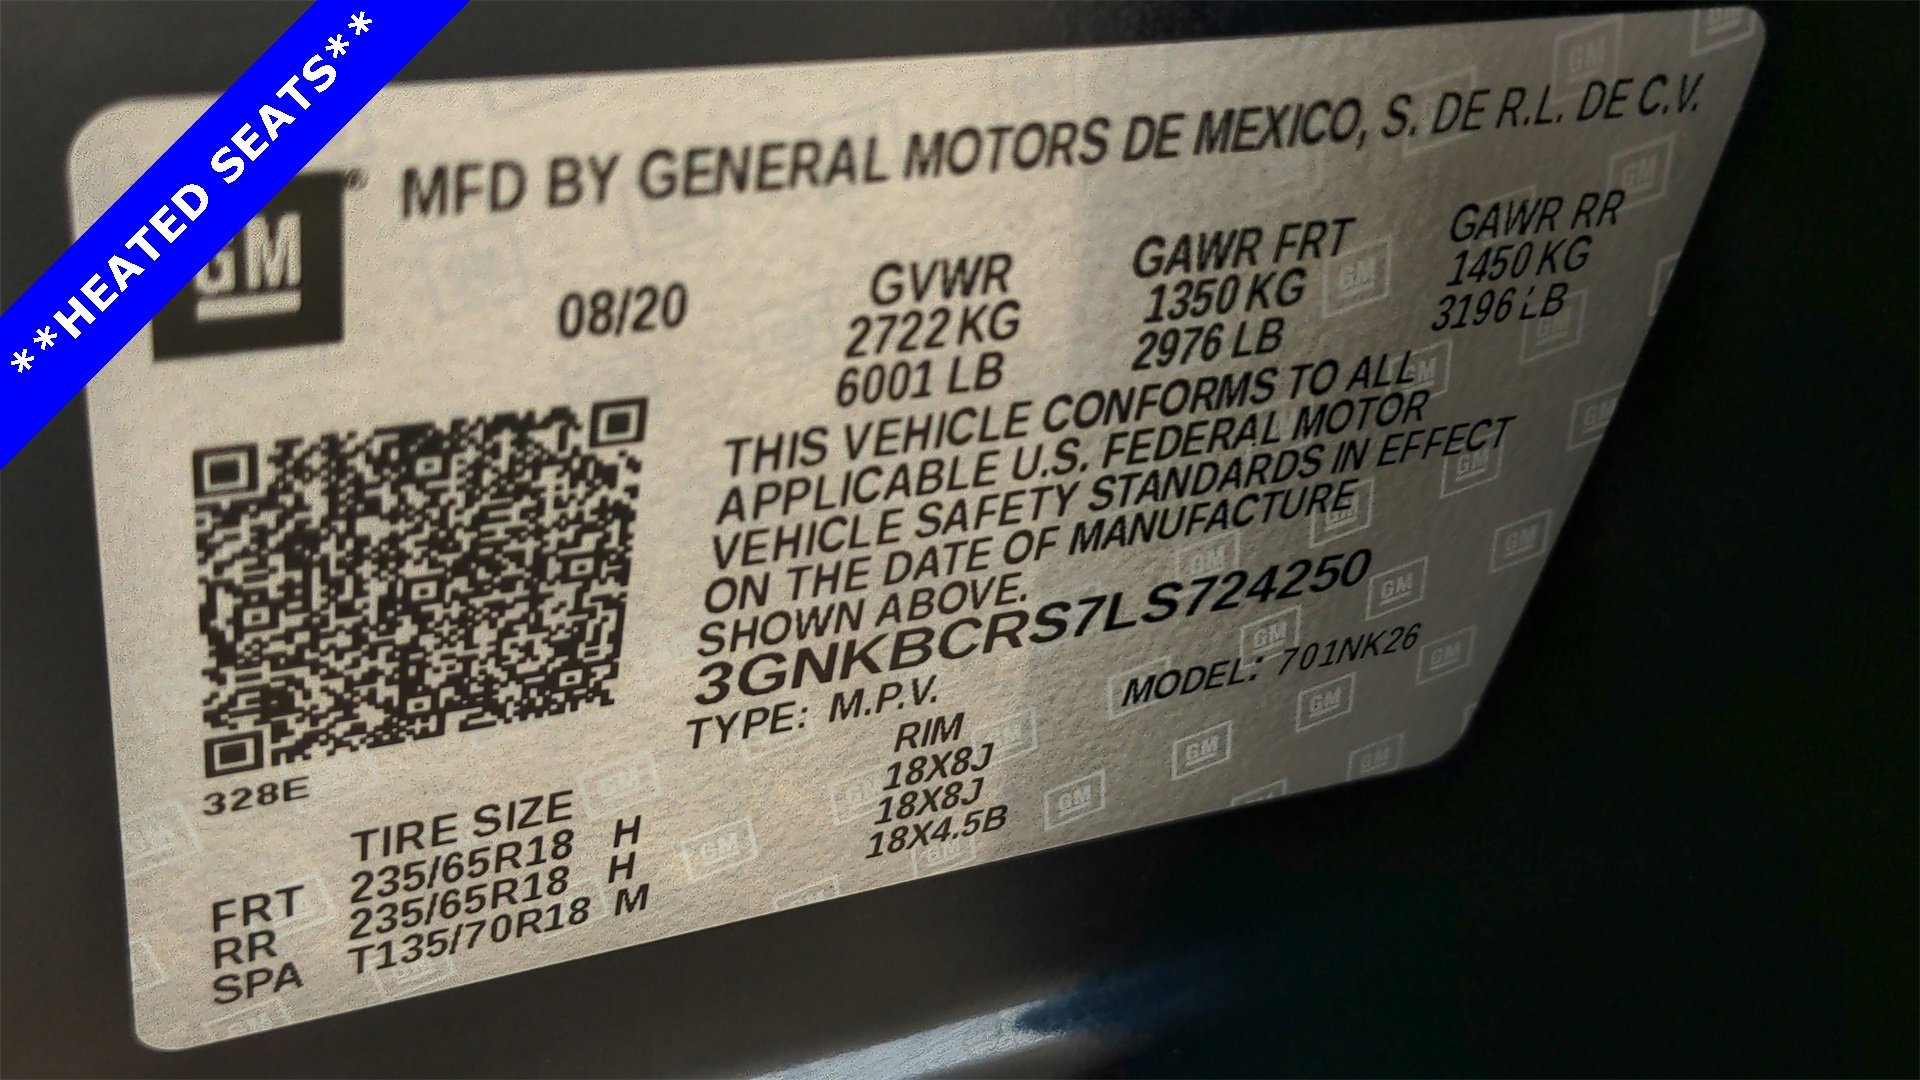 **HEATED SEATS**
GM
MFD BY GENERAL MOTORS DE MEXICO, S. DE R.L. DE C.V.
08/20 GVWR GAWR FRT GAWR RR
2722 KG 1350 KG 1450 KG
6001 LB 2976 LB 3196 LB
THIS VEHICLE CONFORMS TO ALL
APPLICABLE U.S. FEDERAL MOTOR
VEHICLE SAFETY STANDARDS IN EFFECT
ON THE DATE OF MANUFACTURE
SHOWN ABOVE.
3GNKBCRS7LS724250
TYPE: M.P.V. MODEL: 701NK26
328E
TIRE SIZE RIM
FRT 235/65R18 H 18X8J
RR 235/65R18 H 18X8J
SPA T135/70R18 M 18X4.5B